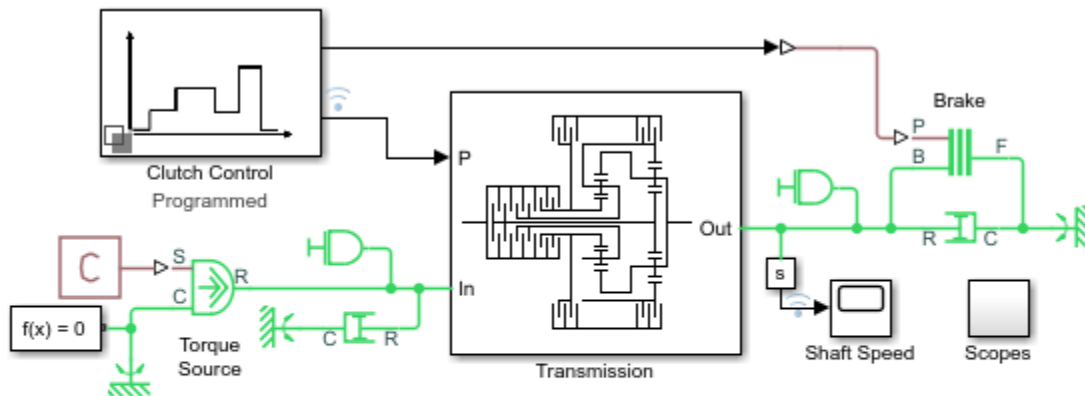 Brake
P
B
F
Clutch Control
Programmed
P
Out
R
C
C
S
R
C
In
s
f(x) = 0
Torque
Source
C
R
Shaft Speed
Scopes
Transmission